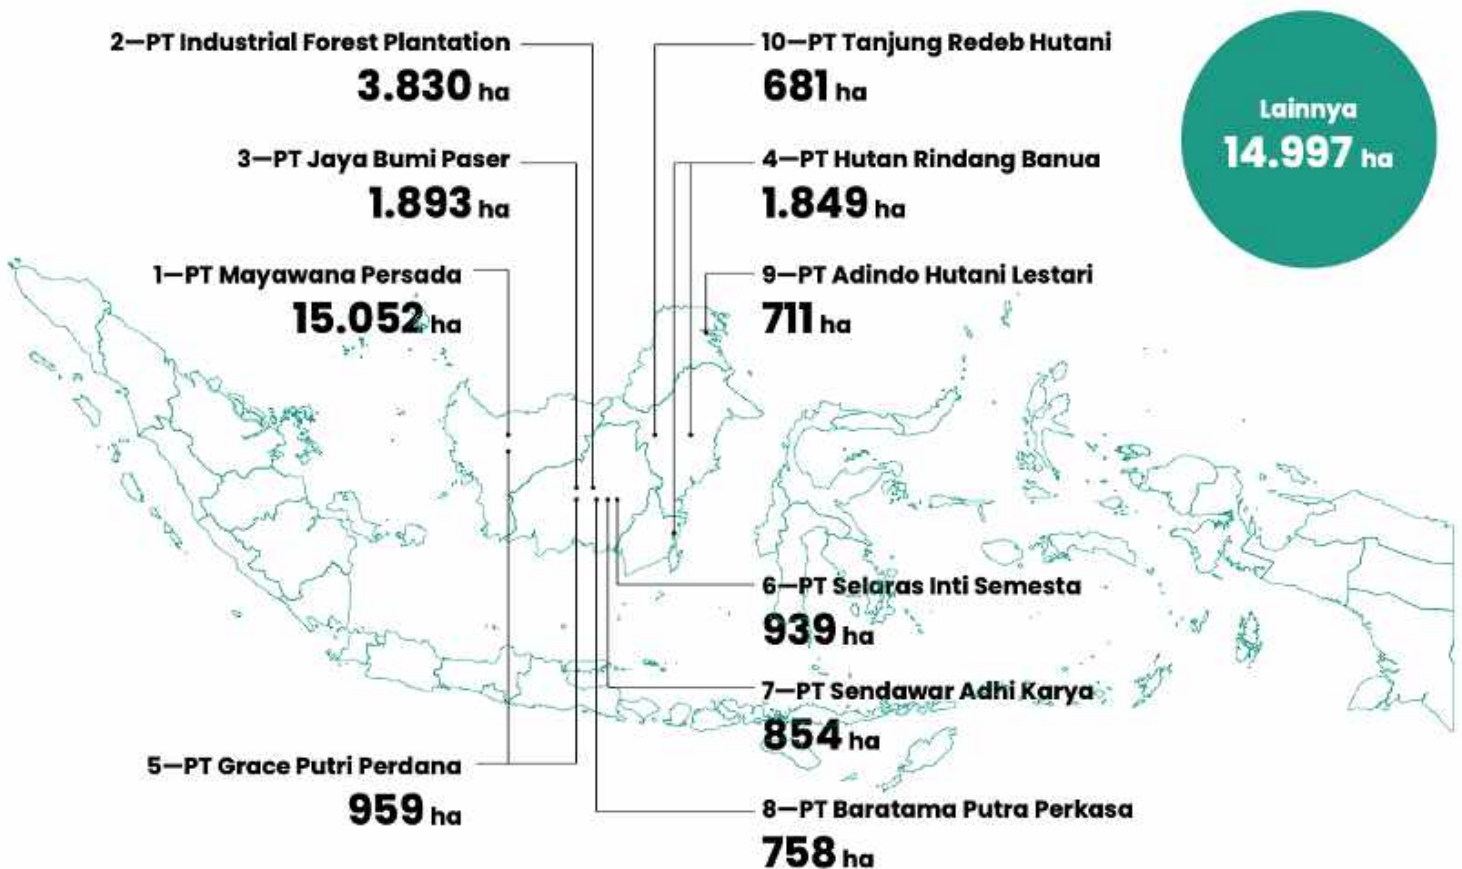 2—PT Industrial Forest Plantation
3.830 ha
3—PT Jaya Bumi Paser
1.893 ha
1—PT Mayawana Persada
15.052 ha
10—PT Tanjung Redeb Hutani
681 ha
4—PT Hutan Rindang Banua
1.849 ha
9—PT Adindo Hutani Lestari
711 ha
Lainnya
14.997 ha
6—PT Selaras Inti Semesta
939 ha
7—PT Sendawar Adhi Karya
854 ha
5—PT Grace Putri Perdana
959 ha
8—PT Baratama Putra Perkasa
758 ha